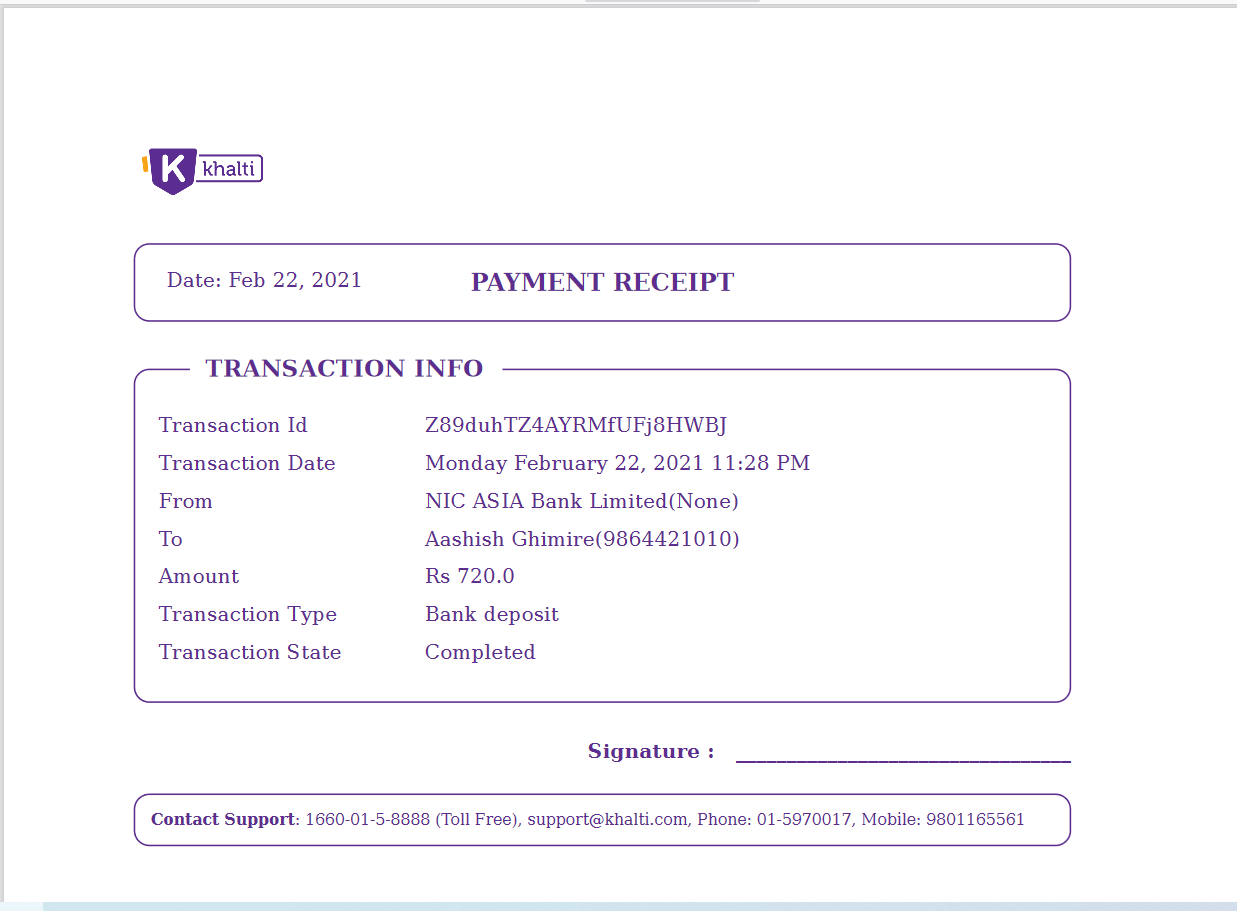 K khalti
Date: Feb 22, 2021
PAYMENT RECEIPT
TRANSACTION INFO
Transaction Id Z89duhTZ4AYRMfUFj8HWBJ
Transaction Date Monday February 22, 2021 11:28 PM
From NIC ASIA Bank Limited(None)
To Aashish Ghimire(9864421010)
Amount Rs 720.0
Transaction Type Bank deposit
Transaction State Completed
Signature : _________________________________
Contact Support: 1660-01-5-8888 (Toll Free), support@khalti.com, Phone: 01-5970017, Mobile: 9801165561